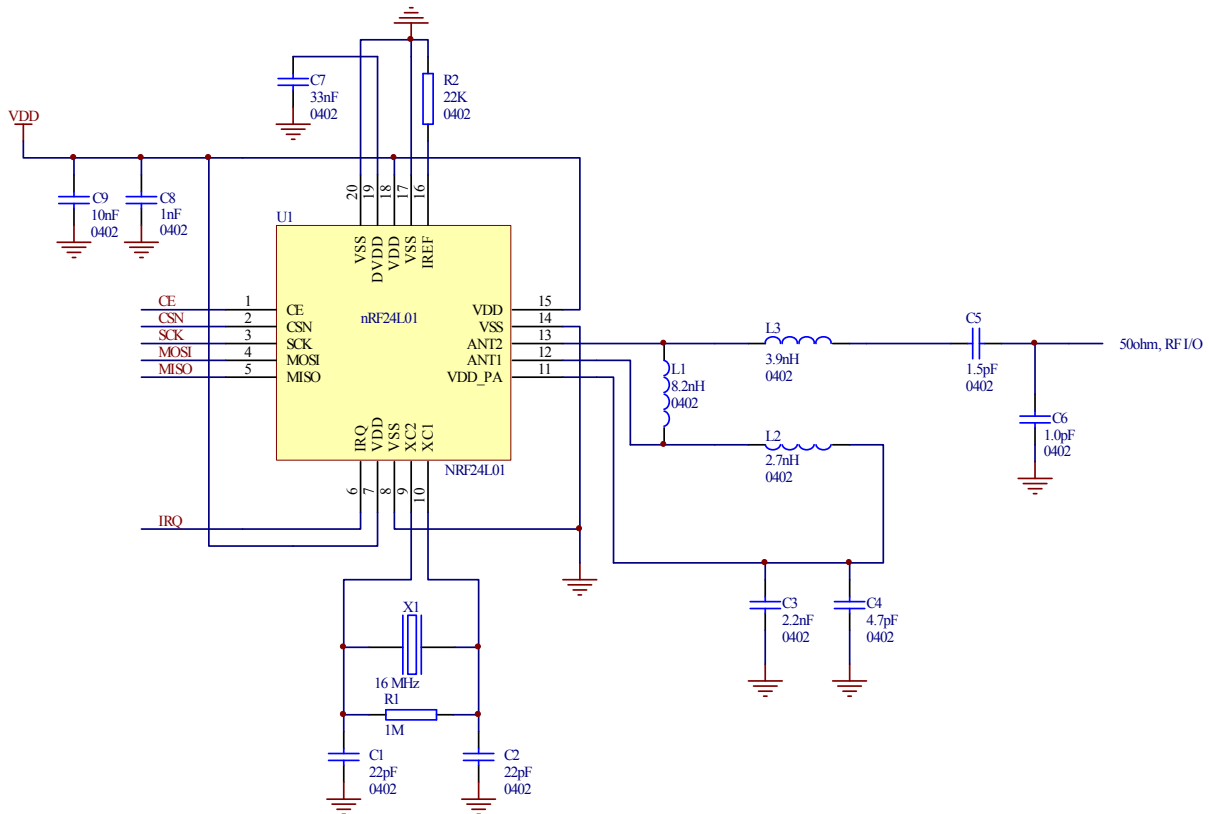 C7
33nF
0402
R2
22K
0402
VDD
C9
10nF
0402
C8
1nF
0402
20
19
18
17
16
U1
VSS
DVDD
VDD
VSS
IREF
nRF24L01
CE
1
CE
CSN
2
CSN
SCK
3
SCK
MOSI
4
MOSI
MISO
5
MISO
VDD
15
VSS
14
ANT2
13
ANT1
12
VDD_PA
11
IRQ
VDD
VSS
XC2
XC1
NRF24L01
6
7
8
9
10
IRQ
L3
3.9nH
0402
C5
1.5pF
0402
50ohm, RF I/O
L1
8.2nH
0402
C6
1.0pF
0402
L2
2.7nH
0402
C3
2.2nF
0402
C4
4.7pF
0402
X1
16 MHz
R1
1M
C1
22pF
0402
C2
22pF
0402